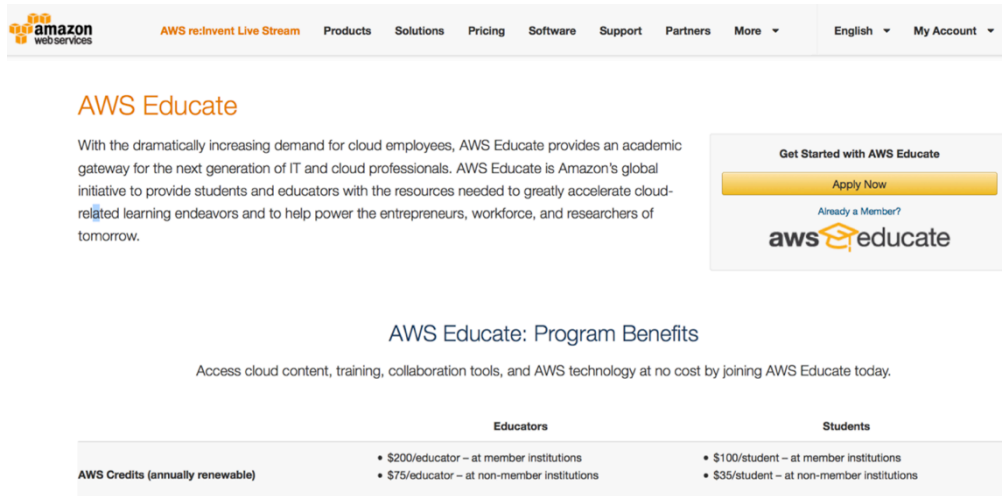 amazon
web services
AWS re:Invent Live Stream Products Solutions Pricing Software Support Partners More English My Account
AWS Educate
With the dramatically increasing demand for cloud employees, AWS Educate provides an academic
gateway for the next generation of IT and cloud professionals. AWS Educate is Amazon's global
initiative to provide students and educators with the resources needed to greatly accelerate cloud-
related learning endeavors and to help power the entrepreneurs, workforce, and researchers of
tomorrow.
Get Started with AWS Educate
Apply Now
Already a Member?
aws educate
AWS Educate: Program Benefits
Access cloud content, training, collaboration tools, and AWS technology at no cost by joining AWS Educate today.
Educators Students
AWS Credits (annually renewable)
• $200/educator – at member institutions
• $75/educator – at non-member institutions
• $100/student – at member institutions
• $35/student – at non-member institutions